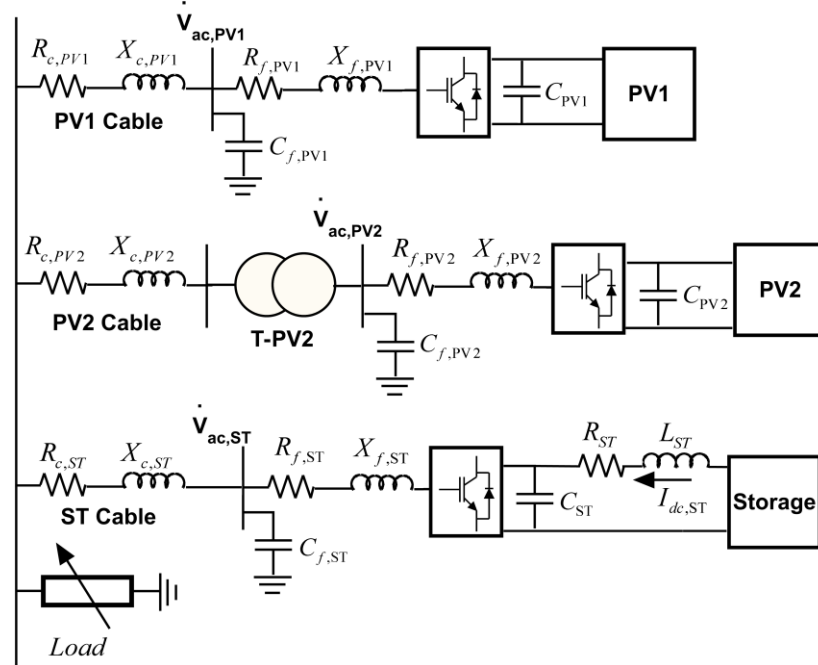 V̇ac,PV1
Rc,PV1 Xc,PV1 Rf,PV1 Xf,PV1
CPV1 PV1
PV1 Cable
Cf,PV1
V̇ac,PV2
Rc,PV2 Xc,PV2 Rf,PV2 Xf,PV2
CPV2 PV2
PV2 Cable T-PV2
Cf,PV2
V̇ac,ST
Rc,ST Xc,ST Rf,ST Xf,ST RST LST
CST Idc,ST Storage
ST Cable
Cf,ST
Load